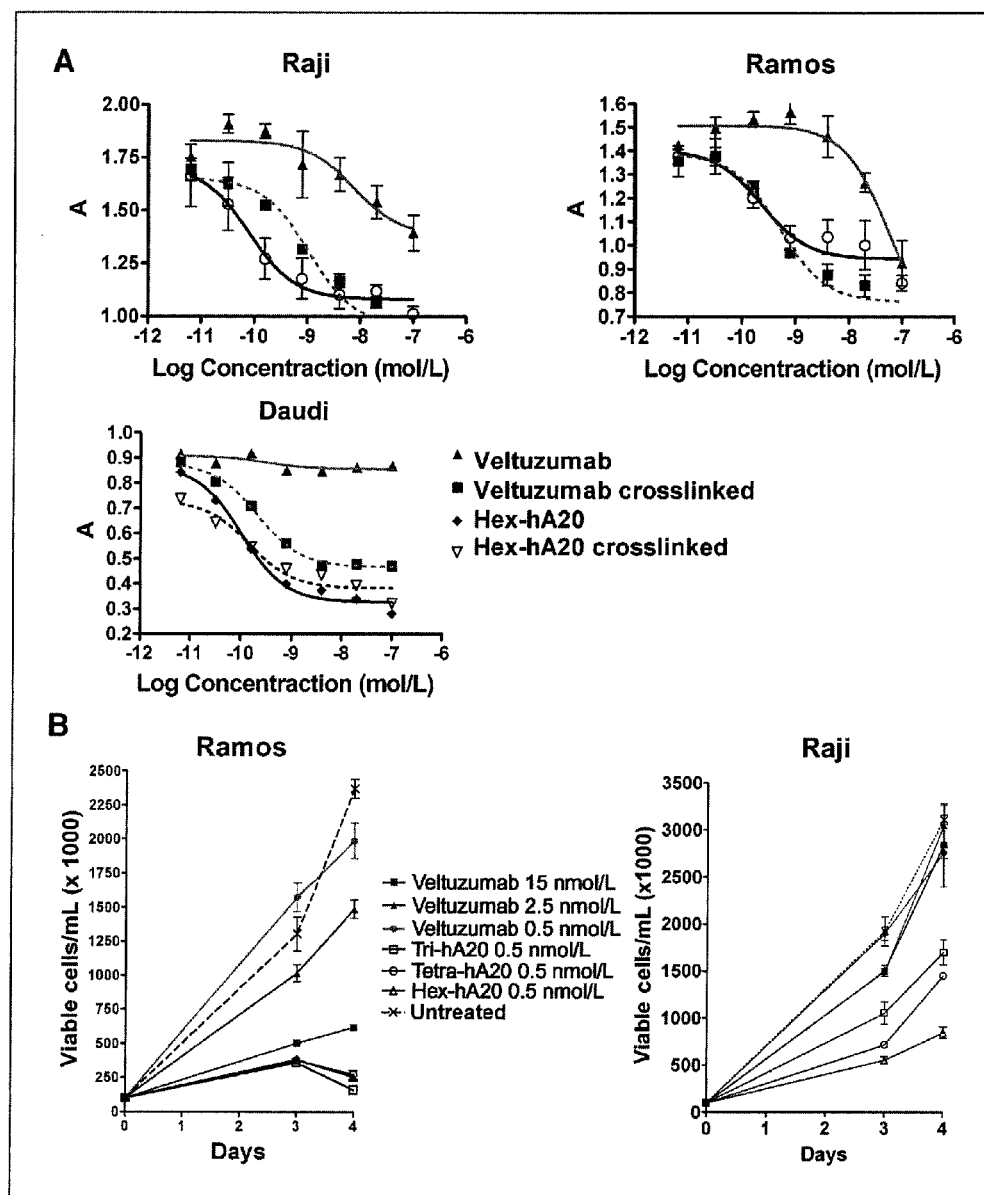 A
Raji
2.00
1.75
1.50
1.25
1.00
A
-12 -11 -10 -9 -8 -7 -6
Log Concentraction (mol/L)
Ramos
1.6
1.5
1.4
1.3
1.2
1.1
1.0
0.9
0.8
0.7
A
-12 -11 -10 -9 -8 -7 -6
Log Concentraction (mol/L)
Daudi
1.0
0.9
0.8
0.7
0.6
0.5
0.4
0.3
0.2
A
-12 -11 -10 -9 -8 -7 -6
Log Concentraction (mol/L)
Veltuzumab
Veltuzumab crosslinked
Hex-hA20
Hex-hA20 crosslinked
B
Ramos
2500
2250
2000
1750
1500
1250
1000
750
500
250
0
Viable cells/mL (x 1000)
0 1 2 3 4
Days
Veltuzumab 15 nmol/L
Veltuzumab 2.5 nmol/L
Veltuzumab 0.5 nmol/L
Tri-hA20 0.5 nmol/L
Tetra-hA20 0.5 nmol/L
Hex-hA20 0.5 nmol/L
Untreated
Raji
3500
3000
2500
2000
1500
1000
500
0
Viable cells/mL (x1000)
0 1 2 3 4
Days